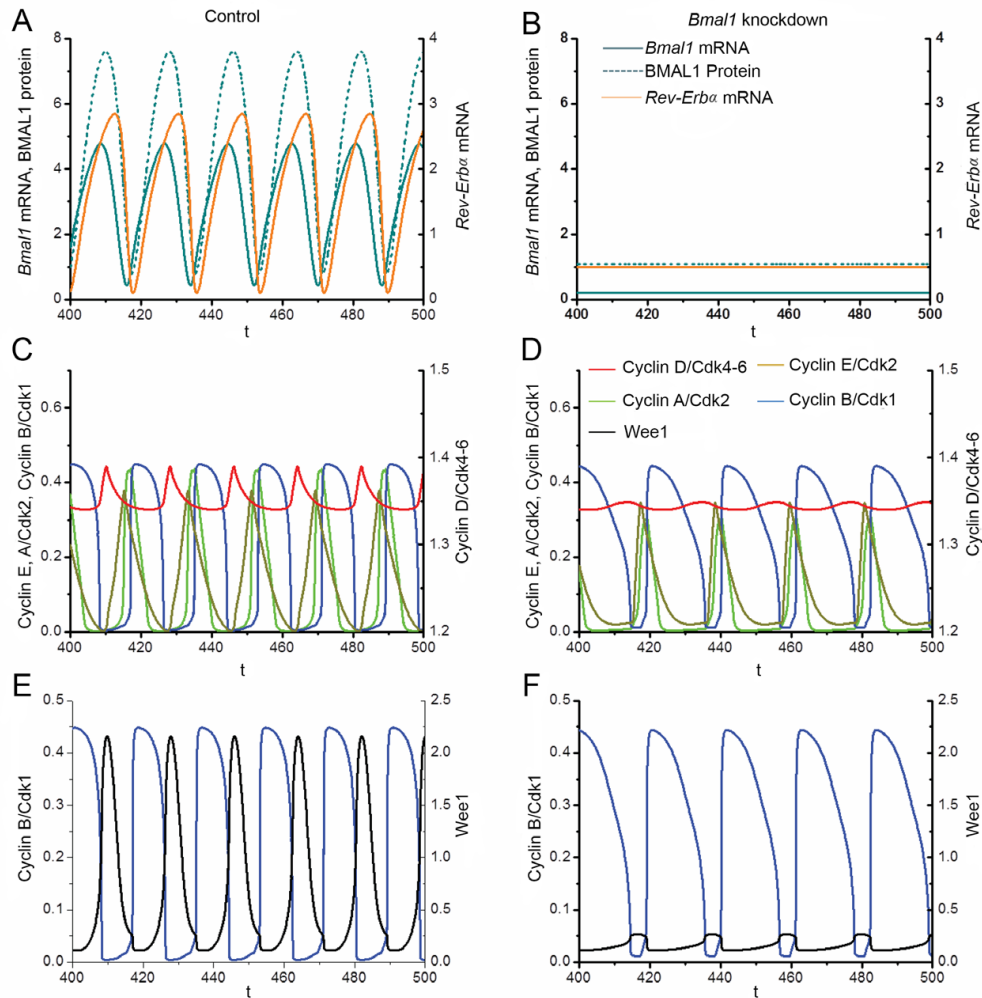 A
Control
Bmal1 mRNA, BMAL1 protein
8
6
4
2
0
4
3
2
1
0
Rev-Erbα mRNA
400
420
440
460
480
500
t
B
Bmal1 knockdown
Bmal1 mRNA, BMAL1 protein
8
6
4
2
0
Bmal1 mRNA
BMAL1 Protein
Rev-Erbα mRNA
4
3
2
1
0
Rev-Erbα mRNA
400
420
440
460
480
500
t
C
Cyclin E, A/Cdk2, Cyclin B/Cdk1
0.6
0.4
0.2
0.0
1.5
1.4
1.3
1.2
Cyclin D/Cdk4-6
400
420
440
460
480
500
t
D
Cyclin E, A/Cdk2, Cyclin B/Cdk1
0.6
0.4
0.2
0.0
Cyclin D/Cdk4-6
Cyclin E/Cdk2
Cyclin A/Cdk2
Cyclin B/Cdk1
Wee1
1.5
1.4
1.3
1.2
Cyclin D/Cdk4-6
400
420
440
460
480
500
t
E
Cyclin B/Cdk1
0.5
0.4
0.3
0.2
0.1
0.0
2.5
2.0
1.5
1.0
0.5
0.0
Wee1
400
420
440
460
480
500
t
F
Cyclin B/Cdk1
0.5
0.4
0.3
0.2
0.1
0.0
2.5
2.0
1.5
1.0
0.5
0.0
Wee1
400
420
440
460
480
500
t